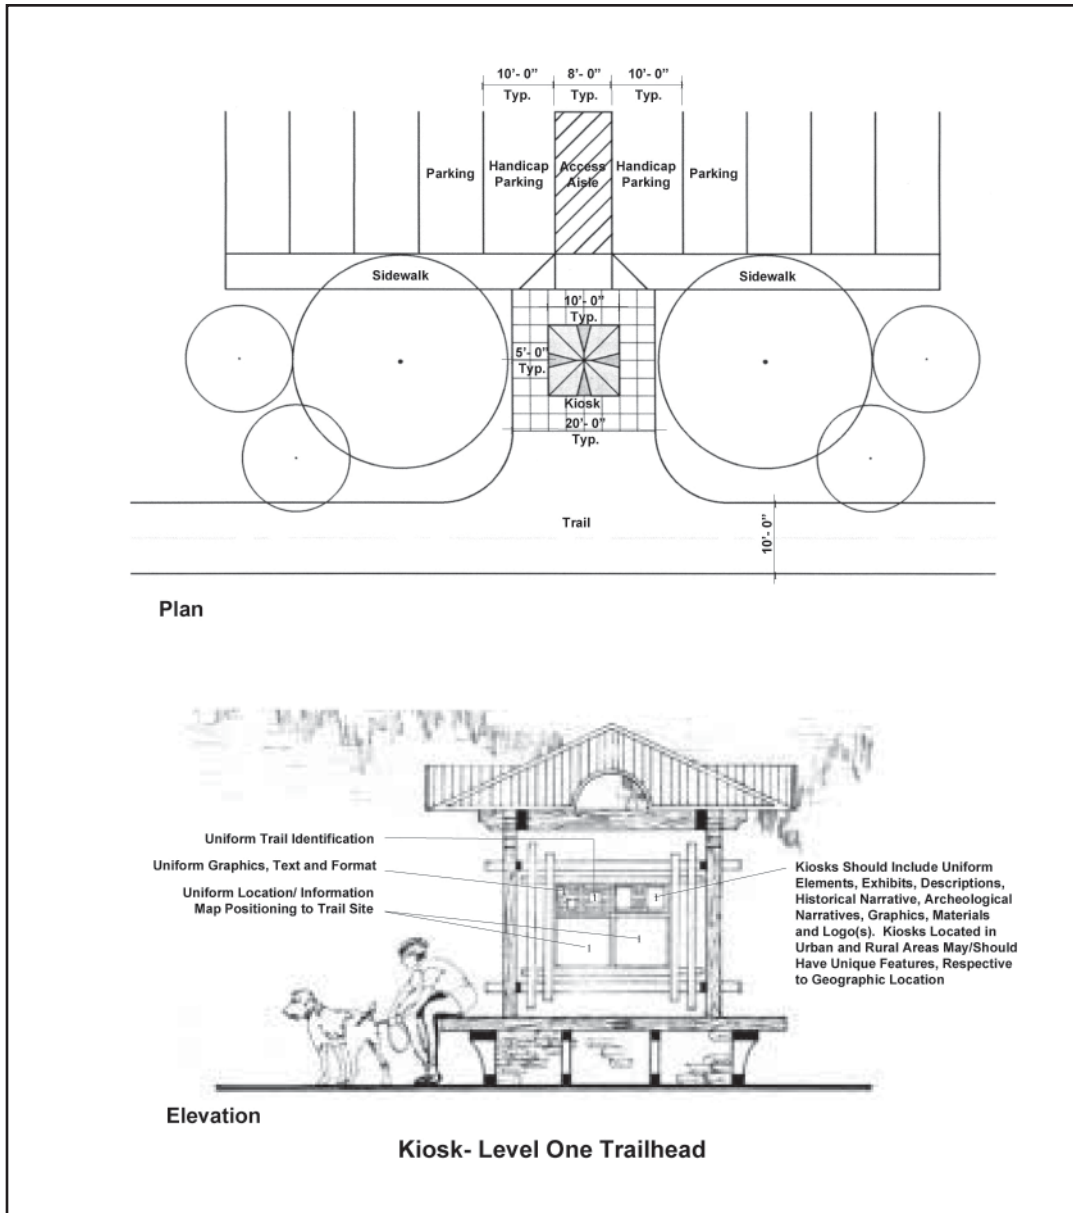 10'- 0" 8'- 0" 10'- 0"
Typ. Typ. Typ.
Parking
Handicap
Parking
Access
Aisle
Handicap
Parking
Parking
Sidewalk
Sidewalk
10'- 0"
Typ.
5'- 0"
Typ.
Kiosk
20'- 0"
Typ.
Trail
10'- 0"
Plan
Uniform Trail Identification
Uniform Graphics, Text and Format
Uniform Location/ Information
Map Positioning to Trail Site
Kiosks Should Include Uniform
Elements, Exhibits, Descriptions,
Historical Narrative, Archeological
Narratives, Graphics, Materials
and Logo(s). Kiosks Located in
Urban and Rural Areas May/Should
Have Unique Features, Respective
to Geographic Location
Elevation
Kiosk- Level One Trailhead